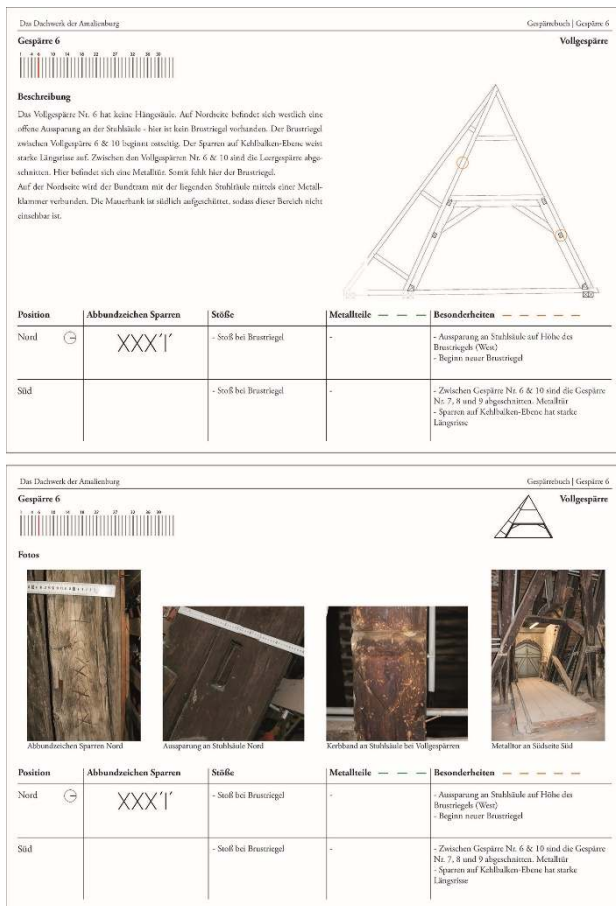 Das Dachwerk der Amalienburg
Gespärrebuch | Gespärre 6
Gespärre 6
Vollgespärre
Beschreibung
Das Vollgespärre Nr. 6 hat keine Hängesäule. Auf Nordseite befindet sich westlich eine
offene Aussparung an der Stuhlsäule - hier ist kein Brustriegel vorhanden. Der Brustriegel
zwischen Vollgespärre 6 & 10 beginnt ostseitig. Der Sparren auf Kehlbalken-Ebene weist
starke Längsrisse auf. Zwischen den Vollgespärren Nr. 6 & 10 sind die Leergespärre abge-
schnitten. Hier befindet sich eine Metalltür. Somit fehlt hier der Brustriegel.
Auf der Nordseite wird der Bundtram mit der liegenden Stuhlsäule mittels einer Metall-
klammer verbunden. Die Mauerbank ist südlich aufgeschüttet, sodass dieser Bereich nicht
einsehbar ist.
Position
Abbundzeichen Sparren
Stöße
Metallteile
Besonderheiten
Nord
XXX'I'
- Stoß bei Brustriegel
-
- Aussparung an Stuhlsäule auf Höhe des
Brustriegels (West)
- Beginn neuer Brustriegel
Süd
- Stoß bei Brustriegel
-
- Zwischen Gespärre Nr. 6 & 10 sind die Gespärre
Nr. 7, 8 und 9 abgeschnitten. Metalltür
- Sparren auf Kehlbalken-Ebene hat starke
Längsrisse
Das Dachwerk der Amalienburg
Gespärrebuch | Gespärre 6
Gespärre 6
Vollgespärre
Fotos
Abbundzeichen Sparren Nord
Aussparung an Stuhlsäule Nord
Kerbband an Stuhlsäule bei Vollgespärren
Metalltor an Südseite Süd
Position
Abbundzeichen Sparren
Stöße
Metallteile
Besonderheiten
Nord
XXX'I'
- Stoß bei Brustriegel
-
- Aussparung an Stuhlsäule auf Höhe des
Brustriegels (West)
- Beginn neuer Brustriegel
Süd
- Stoß bei Brustriegel
-
- Zwischen Gespärre Nr. 6 & 10 sind die Gespärre
Nr. 7, 8 und 9 abgeschnitten. Metalltür
- Sparren auf Kehlbalken-Ebene hat starke
Längsrisse